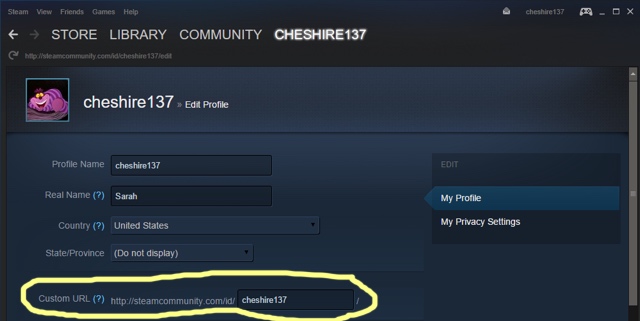 Steam View Friends Games Help cheshire137
STORE LIBRARY COMMUNITY CHESHIRE137
http://steamcommunity.com/id/cheshire137/edit
cheshire137 » Edit Profile
Profile Name cheshire137
EDIT
Real Name (?) Sarah
My Profile
Country (?) United States
My Privacy Settings
State/Province (Do not display)
Custom URL (?) http://steamcommunity.com/id/ cheshire137 /